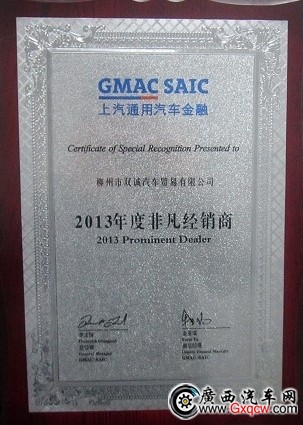 GMAC SAIC
上汽通用汽车金融
Certificate of Special Recognition Presented to
柳州市双诚汽车贸易有限公司
2013年度非凡经销商
2013 Prominent Dealer
General Manager
Deputy General Manager
GMAC-SAIC
GMAC-SAIC
廣西汽车网
www.Gxqcw.com